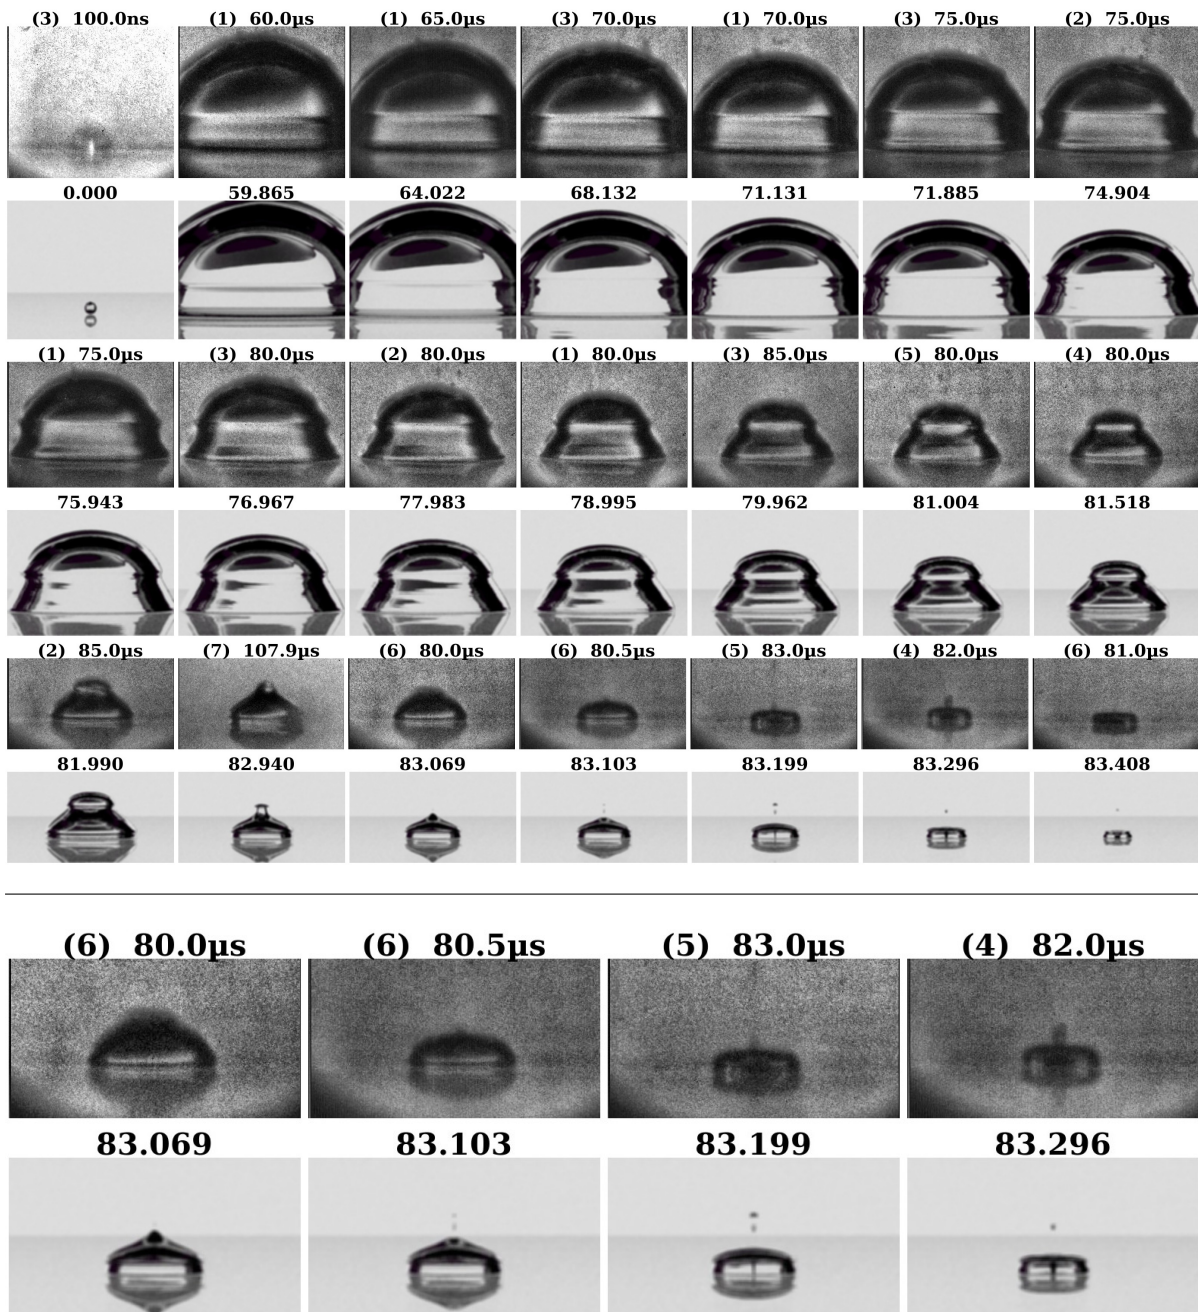 (3) 100.0ns (1) 60.0μs (1) 65.0μs (3) 70.0μs (1) 70.0μs (3) 75.0μs (2) 75.0μs
0.000 59.865 64.022 68.132 71.131 71.885 74.904
(1) 75.0μs (3) 80.0μs (2) 80.0μs (1) 80.0μs (3) 85.0μs (5) 80.0μs (4) 80.0μs
75.943 76.967 77.983 78.995 79.962 81.004 81.518
(2) 85.0μs (7) 107.9μs (6) 80.0μs (6) 80.5μs (5) 83.0μs (4) 82.0μs (6) 81.0μs
81.990 82.940 83.069 83.103 83.199 83.296 83.408
(6) 80.0μs (6) 80.5μs (5) 83.0μs (4) 82.0μs
83.069 83.103 83.199 83.296